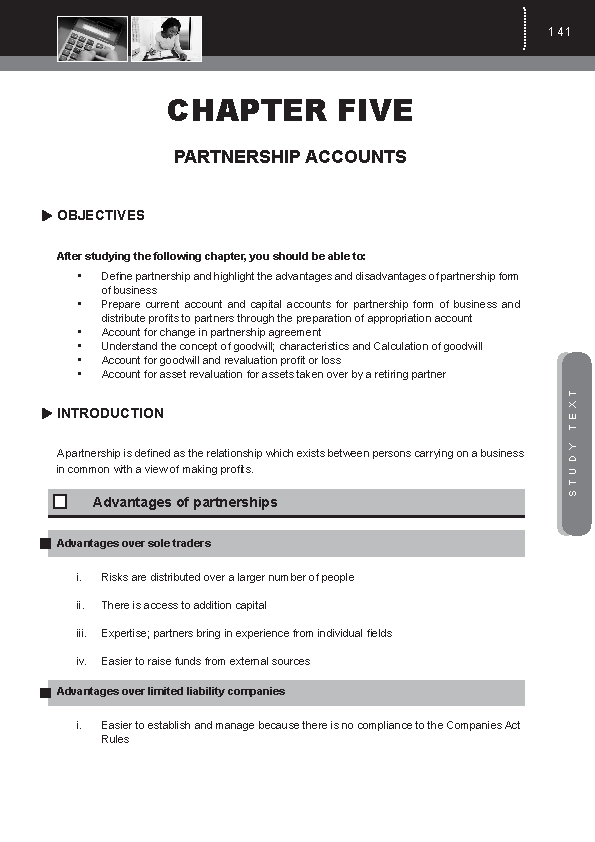 141
CHAPTER FIVE
PARTNERSHIP ACCOUNTS
OBJECTIVES
After studying the following chapter, you should be able to:
• Define partnership and highlight the advantages and disadvantages of partnership form
of business
• Prepare current account and capital accounts for partnership form of business and
distribute profits to partners through the preparation of appropriation account
• Account for change in partnership agreement
• Understand the concept of goodwill; characteristics and Calculation of goodwill
• Account for goodwill and revaluation profit or loss
• Account for asset revaluation for assets taken over by a retiring partner
STUDY TEXT
INTRODUCTION
A partnership is defined as the relationship which exists between persons carrying on a business
in common with a view of making profits.
Advantages of partnerships
Advantages over sole traders
i. Risks are distributed over a larger number of people
ii. There is access to addition capital
iii. Expertise; partners bring in experience from individual fields
iv. Easier to raise funds from external sources
Advantages over limited liability companies
i. Easier to establish and manage because there is no compliance to the Companies Act
Rules